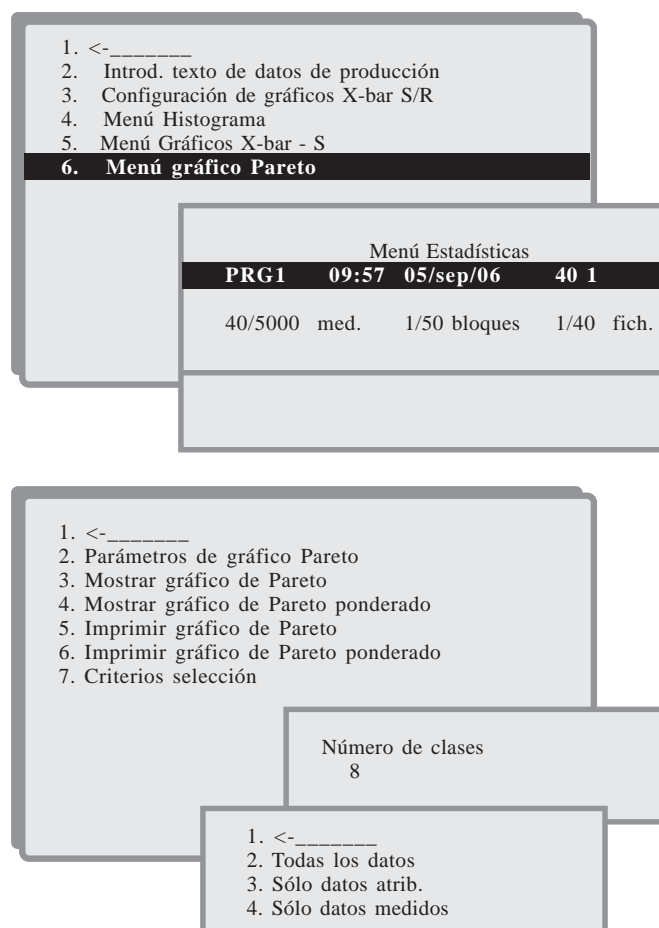 1. <-_______
2. Introd. texto de datos de producción
3. Configuración de gráficos X-bar S/R
4. Menú Histograma
5. Menú Gráficos X-bar - S
6. Menú gráfico Pareto
Menú Estadísticas
PRG1 09:57 05/sep/06 40 1
40/5000 med. 1/50 bloques 1/40 fich.
1. <-_______
2. Parámetros de gráfico Pareto
3. Mostrar gráfico de Pareto
4. Mostrar gráfico de Pareto ponderado
5. Imprimir gráfico de Pareto
6. Imprimir gráfico de Pareto ponderado
7. Criterios selección
Número de clases
8
1. <-_______
2. Todas los datos
3. Sólo datos atrib.
4. Sólo datos medidos